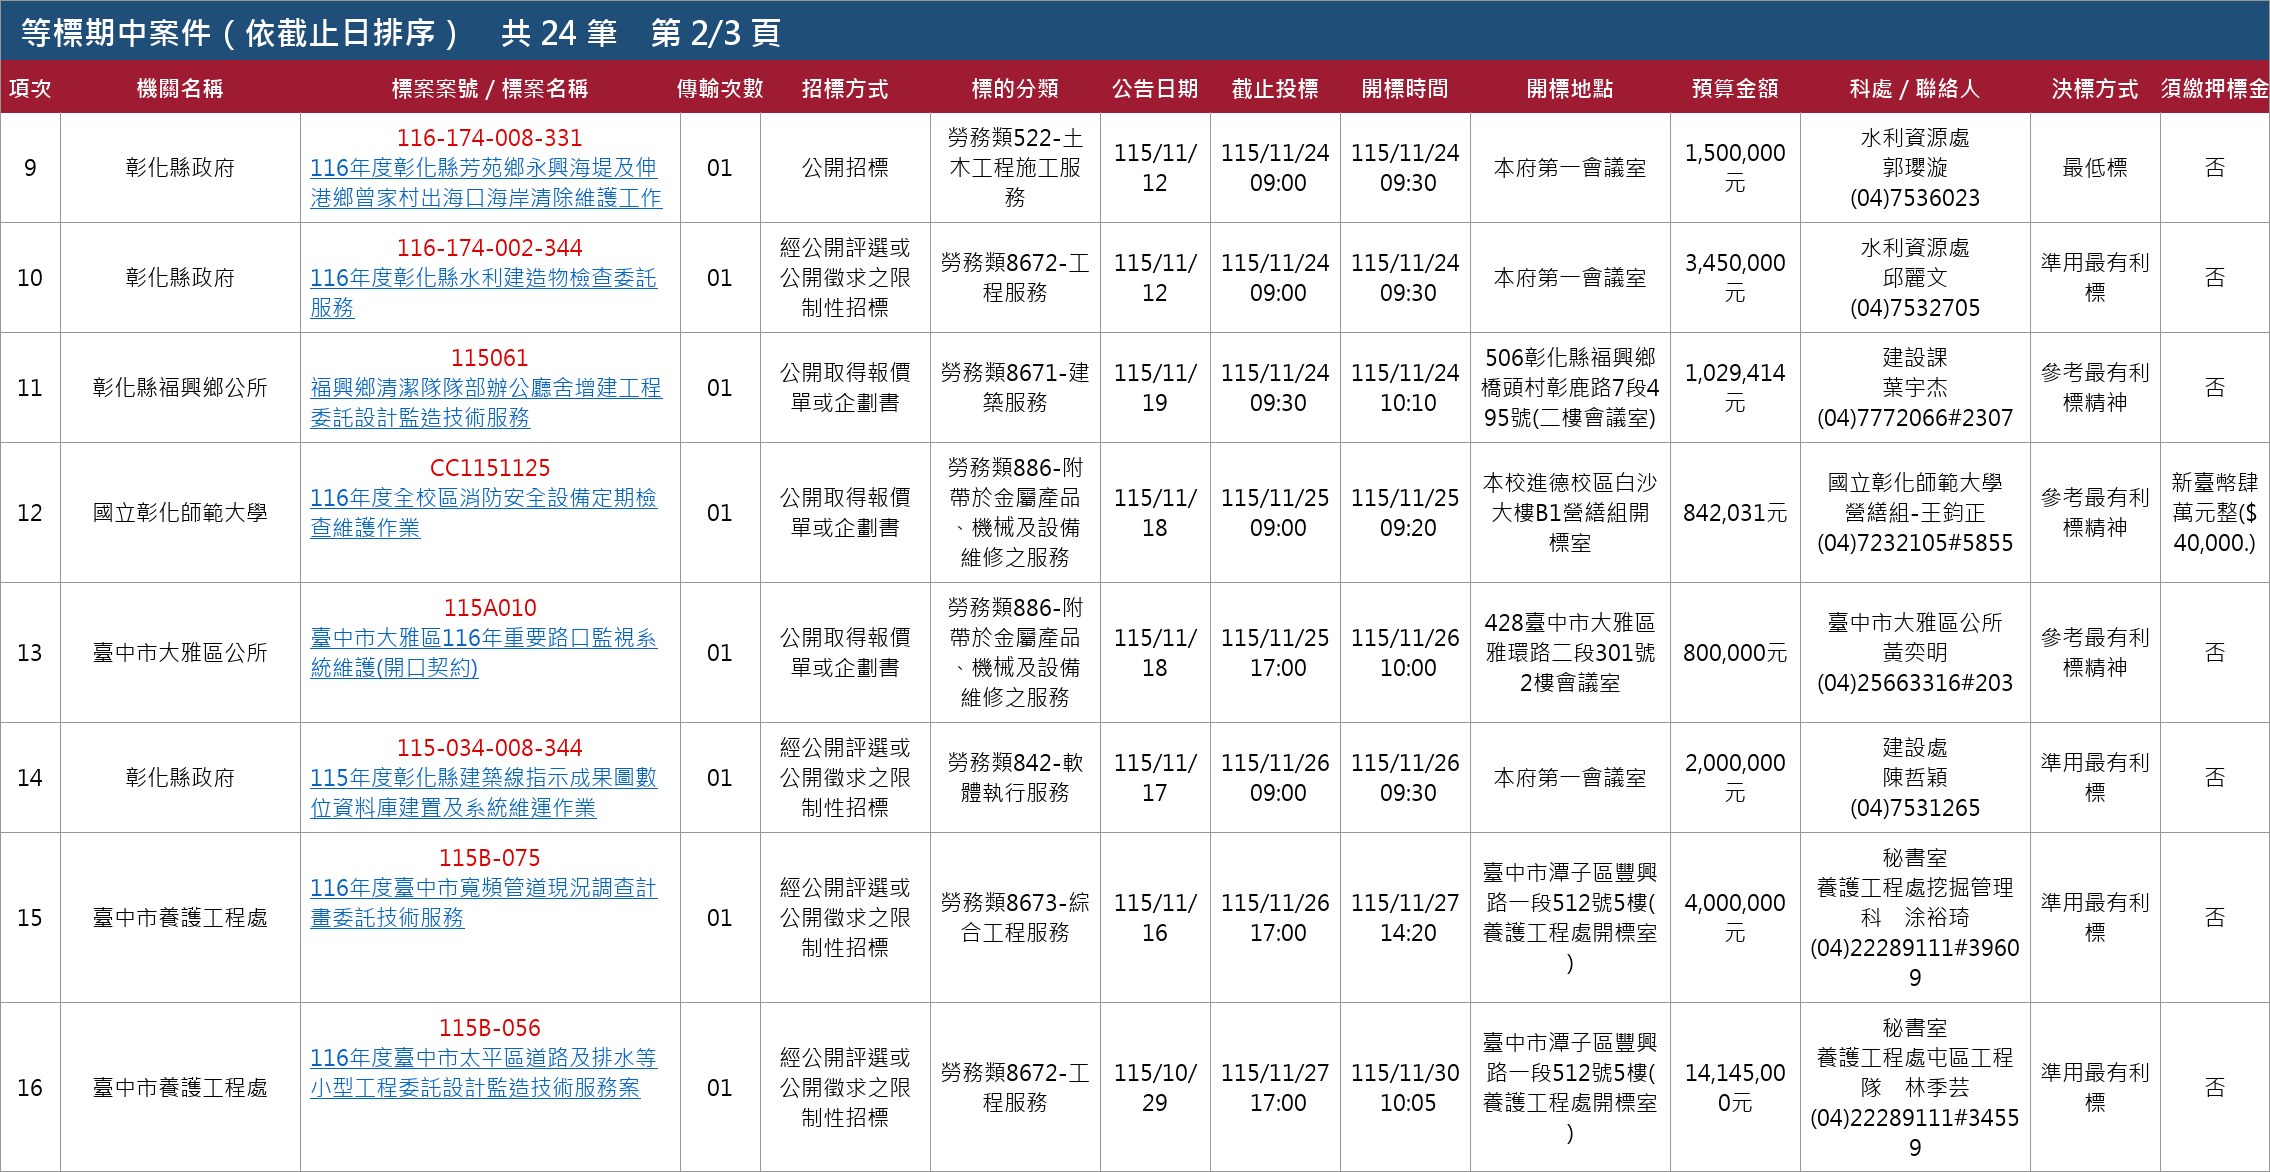 等標期中案件（依截止日排序）　共 24 筆　第 2/3 頁
項次 機關名稱 標案案號 / 標案名稱 傳輸次數 招標方式 標的分類 公告日期 截止投標 開標時間 開標地點 預算金額 科處 / 聯絡人 決標方式 須繳押標金
9
彰化縣政府
116-174-008-331
116年度彰化縣芳苑鄉永興海堤及伸
港鄉曾家村出海口海岸清除維護工作
01
公開招標
勞務類522-土
木工程施工服
務
115/11/
12
115/11/24
09:00
115/11/24
09:30
本府第一會議室
1,500,000
元
水利資源處
郭瓔漩
(04)7536023
最低標
否
10
彰化縣政府
116-174-002-344
116年度彰化縣水利建造物檢查委託
服務
01
經公開評選或
公開徵求之限
制性招標
勞務類8672-工
程服務
115/11/
12
115/11/24
09:00
115/11/24
09:30
本府第一會議室
3,450,000
元
水利資源處
邱麗文
(04)7532705
準用最有利
標
否
11
彰化縣福興鄉公所
115061
福興鄉清潔隊隊部辦公廳舍增建工程
委託設計監造技術服務
01
公開取得報價
單或企劃書
勞務類8671-建
築服務
115/11/
19
115/11/24
09:30
115/11/24
10:10
506彰化縣福興鄉
橋頭村彰鹿路7段4
95號(二樓會議室)
1,029,414
元
建設課
葉宇杰
(04)7772066#2307
參考最有利
標精神
否
12
國立彰化師範大學
CC1151125
116年度全校區消防安全設備定期檢
查維護作業
01
公開取得報價
單或企劃書
勞務類886-附
帶於金屬產品
、機械及設備
維修之服務
115/11/
18
115/11/25
09:00
115/11/25
09:20
本校進德校區白沙
大樓B1營繕組開
標室
842,031元
國立彰化師範大學
營繕組-王鈞正
(04)7232105#5855
參考最有利
標精神
新臺幣肆
萬元整($
40,000.)
13
臺中市大雅區公所
115A010
臺中市大雅區116年重要路口監視系
統維護(開口契約)
01
公開取得報價
單或企劃書
勞務類886-附
帶於金屬產品
、機械及設備
維修之服務
115/11/
18
115/11/25
17:00
115/11/26
10:00
428臺中市大雅區
雅環路二段301號
2樓會議室
800,000元
臺中市大雅區公所
黃奕明
(04)25663316#203
參考最有利
標精神
否
14
彰化縣政府
115-034-008-344
115年度彰化縣建築線指示成果圖數
位資料庫建置及系統維運作業
01
經公開評選或
公開徵求之限
制性招標
勞務類842-軟
體執行服務
115/11/
17
115/11/26
09:00
115/11/26
09:30
本府第一會議室
2,000,000
元
建設處
陳哲穎
(04)7531265
準用最有利
標
否
15
臺中市養護工程處
115B-075
116年度臺中市寬頻管道現況調查計
畫委託技術服務
01
經公開評選或
公開徵求之限
制性招標
勞務類8673-綜
合工程服務
115/11/
16
115/11/26
17:00
115/11/27
14:20
臺中市潭子區豐興
路一段512號5樓(
養護工程處開標室
)
4,000,000
元
秘書室
養護工程處挖掘管理
科　涂裕琦
(04)22289111#3960
9
準用最有利
標
否
16
臺中市養護工程處
115B-056
116年度臺中市太平區道路及排水等
小型工程委託設計監造技術服務案
01
經公開評選或
公開徵求之限
制性招標
勞務類8672-工
程服務
115/10/
29
115/11/27
17:00
115/11/30
10:05
臺中市潭子區豐興
路一段512號5樓(
養護工程處開標室
)
14,145,00
0元
秘書室
養護工程處屯區工程
隊　林季芸
(04)22289111#3455
9
準用最有利
標
否